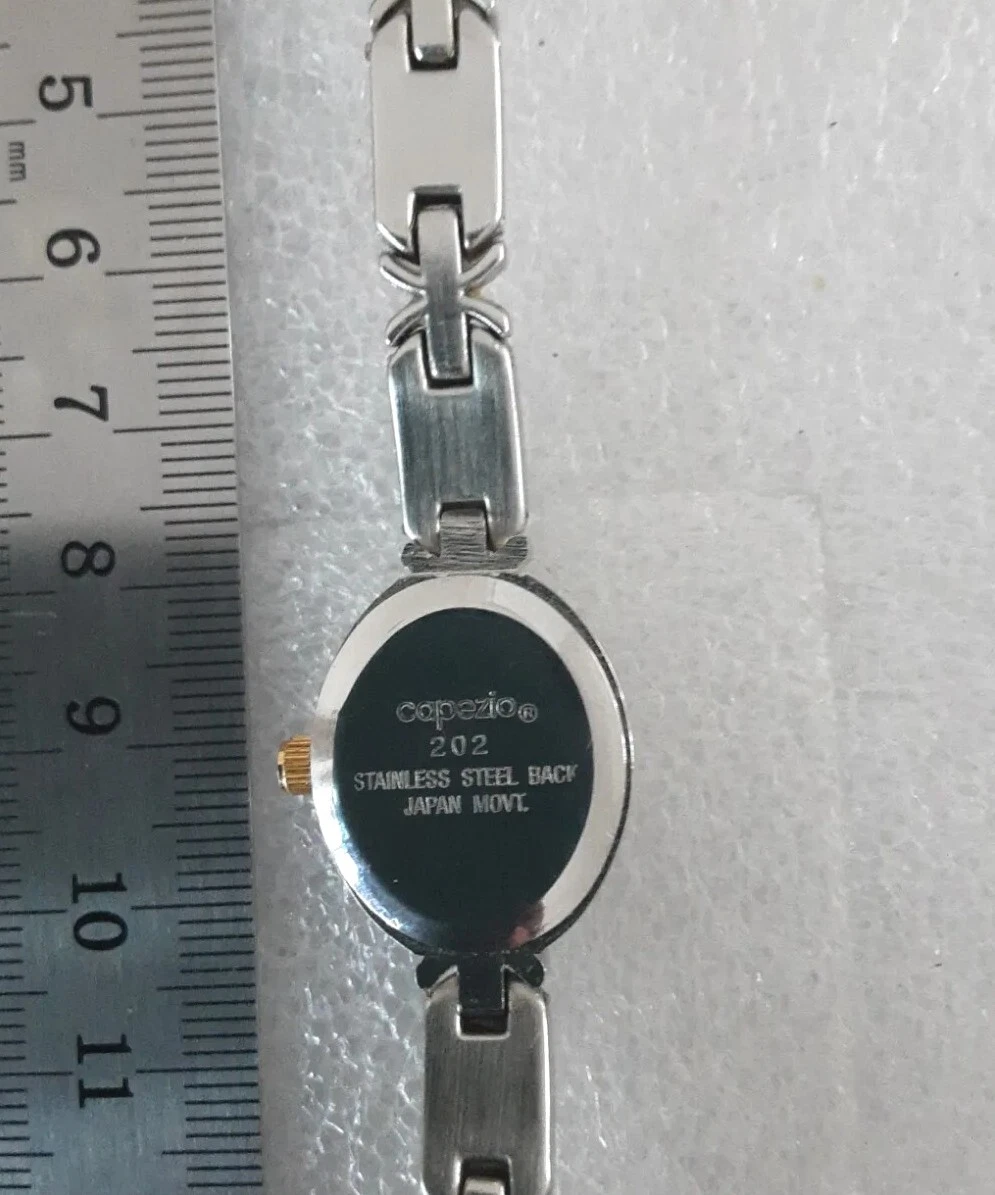 5
mm
6
7
8
9
10
11
capezio®
202
STAINLESS STEEL BACK
JAPAN MOVT.